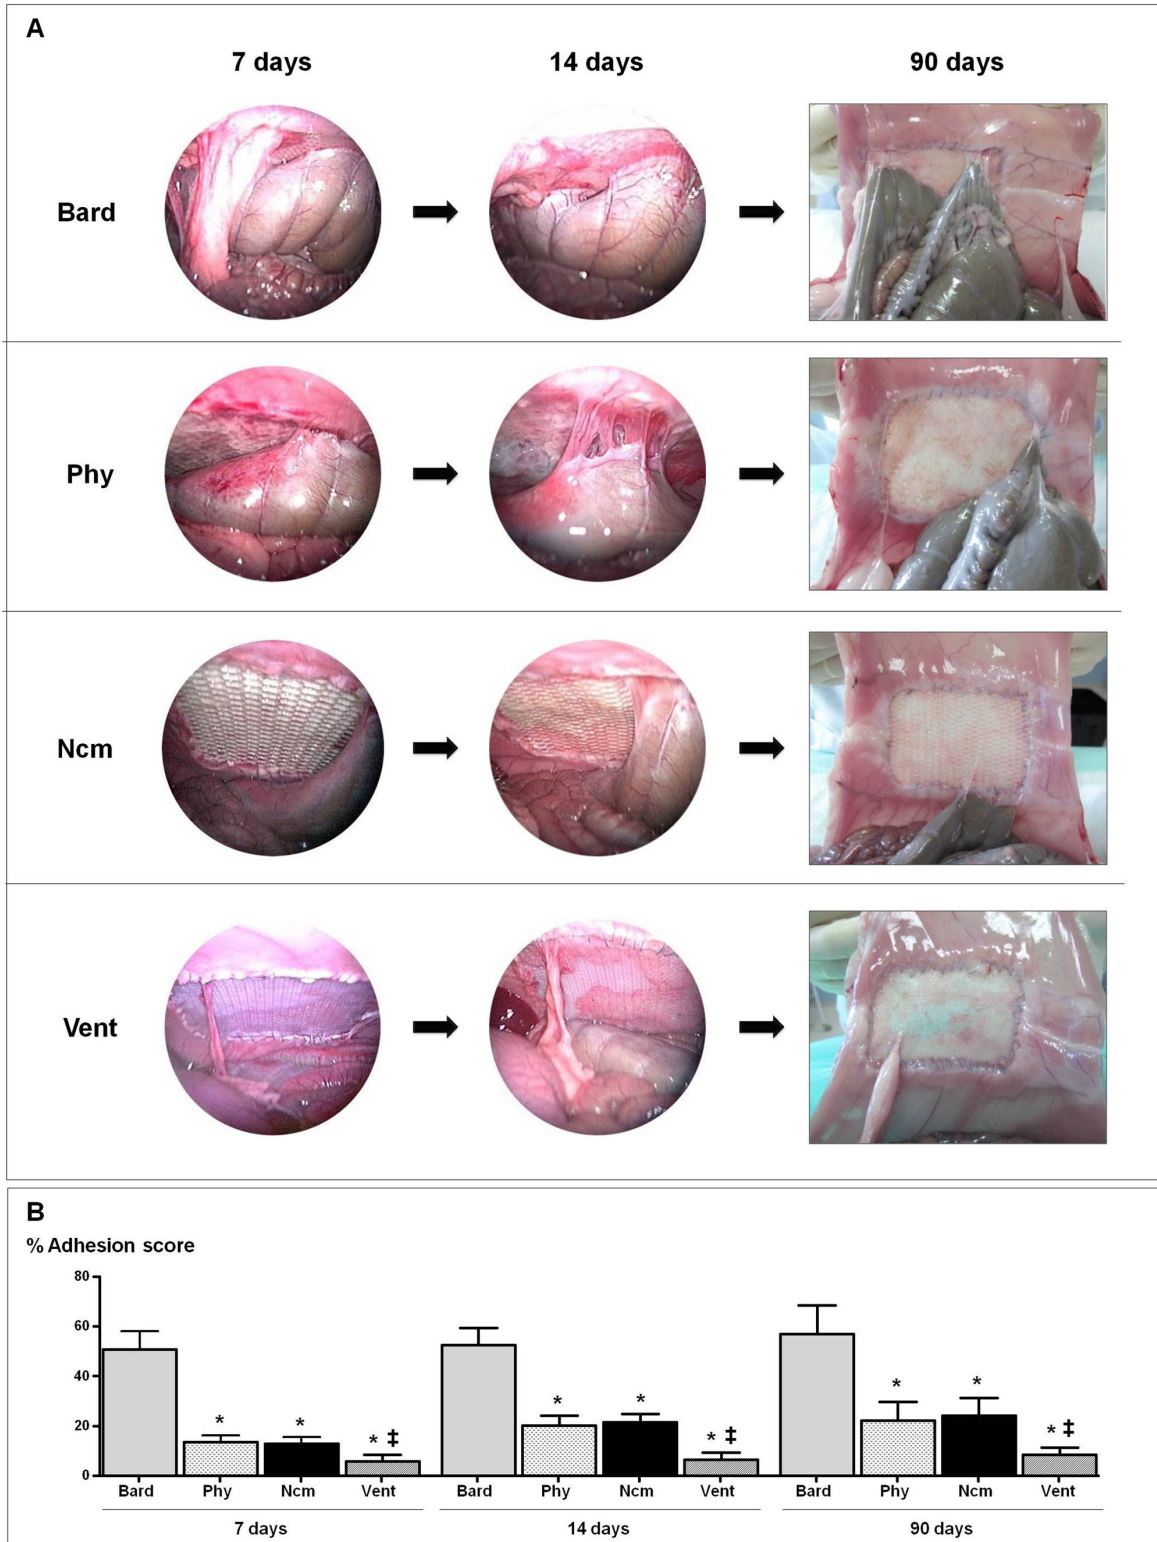 A
7 days 14 days 90 days
Bard
Phy
Ncm
Vent
B
% Adhesion score
80
60
40
20
0
* * * ‡ * * * ‡ * * * ‡
Bard Phy Ncm Vent Bard Phy Ncm Vent Bard Phy Ncm Vent
7 days 14 days 90 days